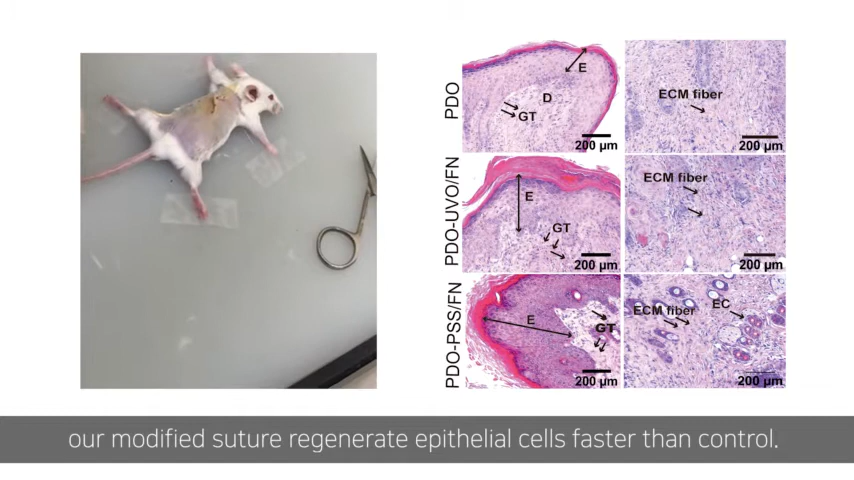 PDO
E
D
GT
200 µm
ECM fiber
200 µm
PDO-UVO/FN
E
GT
200 µm
ECM fiber
200 µm
PDO-PSS/FN
E
GT
200 µm
ECM fiber
EC
200 µm
our modified suture regenerate epithelial cells faster than control.